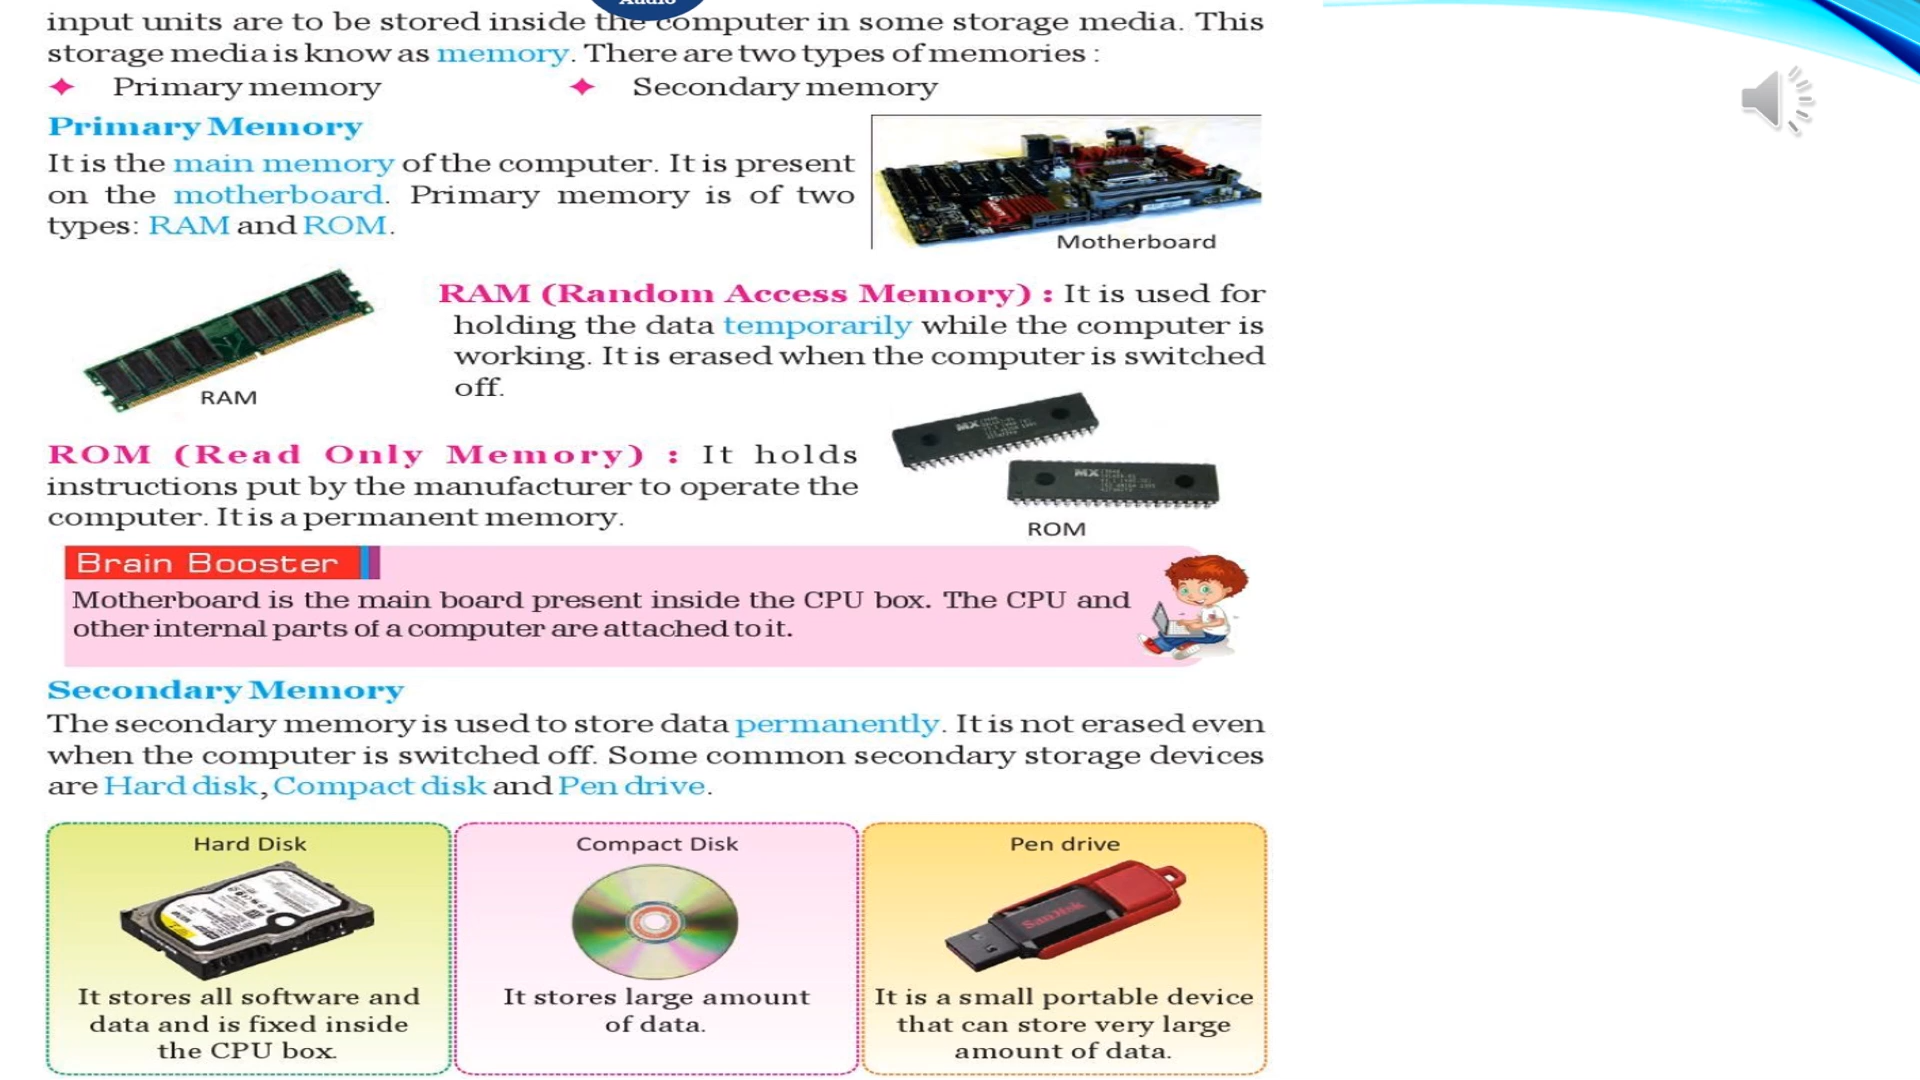 Audio
input units are to be stored inside the computer in some storage media. This
storage media is know as memory. There are two types of memories :
✦ Primary memory ✦ Secondary memory
Primary Memory
It is the main memory of the computer. It is present
on the motherboard. Primary memory is of two
types: RAM and ROM.
Motherboard
RAM (Random Access Memory) : It is used for
holding the data temporarily while the computer is
working. It is erased when the computer is switched
off.
RAM
ROM (Read Only Memory) : It holds
instructions put by the manufacturer to operate the
computer. It is a permanent memory.
MX
MX
ROM
Brain Booster
Motherboard is the main board present inside the CPU box. The CPU and
other internal parts of a computer are attached to it.
Secondary Memory
The secondary memory is used to store data permanently. It is not erased even
when the computer is switched off. Some common secondary storage devices
are Hard disk, Compact disk and Pen drive.
Hard Disk
It stores all software and
data and is fixed inside
the CPU box.
Compact Disk
It stores large amount
of data.
Pen drive
SanDisk
It is a small portable device
that can store very large
amount of data.